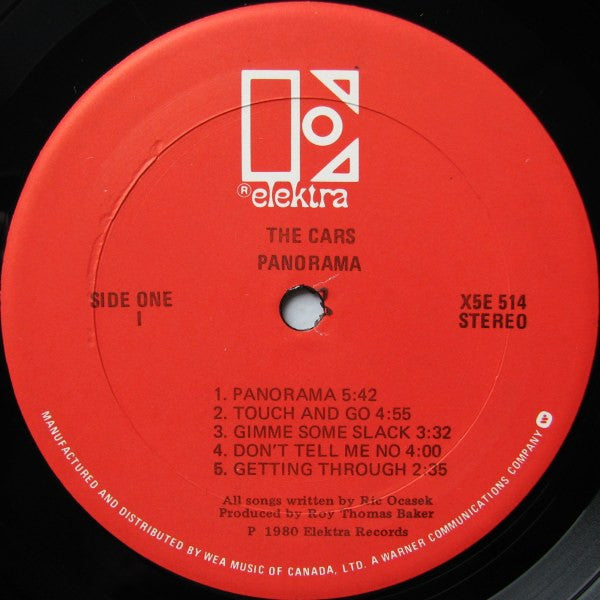 ® elektra
THE CARS
PANORAMA
SIDE ONE
I
X5E 514
STEREO
1. PANORAMA 5:42
2. TOUCH AND GO 4:55
3. GIMME SOME SLACK 3:32
4. DON'T TELL ME NO 4:00
5. GETTING THROUGH 2:35
All songs written by Ric Ocasek
Produced by Roy Thomas Baker
P 1980 Elektra Records
MANUFACTURED AND DISTRIBUTED BY WEA MUSIC OF CANADA, LTD. A WARNER COMMUNICATIONS COMPANY